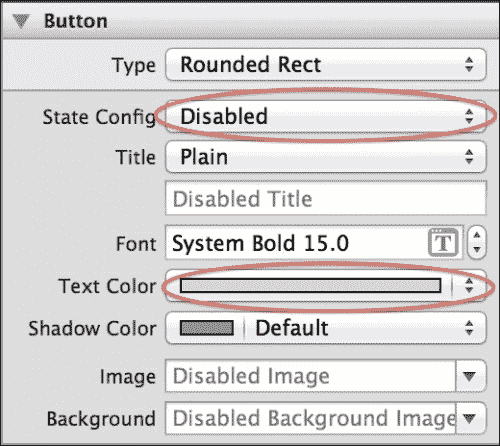 Button
Type Rounded Rect
State Config Disabled
Title Plain
Disabled Title
Font System Bold 15.0 T
Text Color
Shadow Color Default
Image Disabled Image
Background Disabled Background Image